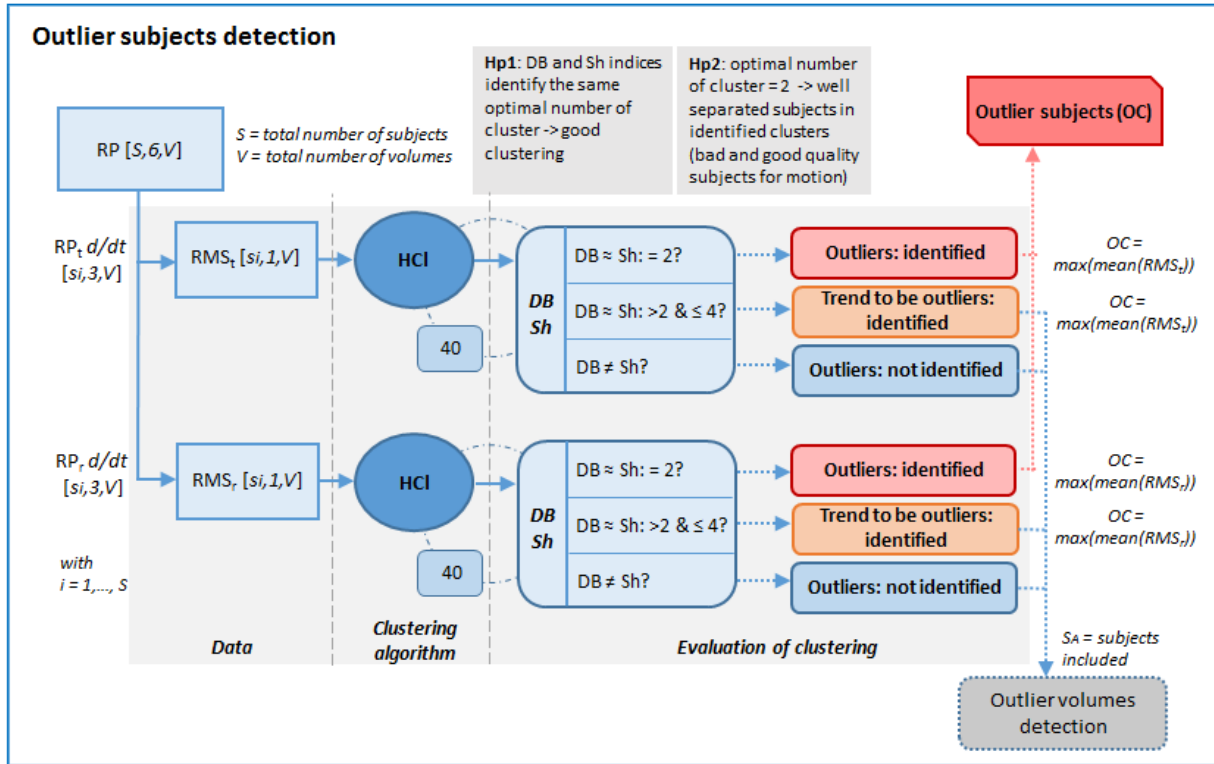 Outlier subjects detection
Hp1: DB and Sh indices
identify the same
optimal number of
cluster -> good
clustering
Hp2: optimal number
of cluster = 2 -> well
separated subjects in
identified clusters
(bad and good quality
subjects for motion)
Outlier subjects (OC)
RP [S,6,V]
S = total number of subjects
V = total number of volumes
RPt d/dt
[si,3,V]
RMSt [si,1,V]
HCl
40
DB
Sh
DB ≈ Sh: = 2?
DB ≈ Sh: >2 & ≤ 4?
DB ≠ Sh?
Outliers: identified
Trend to be outliers:
identified
Outliers: not identified
OC =
max(mean(RMSt))
OC =
max(mean(RMSt))
RPr d/dt
[si,3,V]
RMSr [si,1,V]
HCl
40
DB
Sh
DB ≈ Sh: = 2?
DB ≈ Sh: >2 & ≤ 4?
DB ≠ Sh?
Outliers: identified
Trend to be outliers:
identified
Outliers: not identified
OC =
max(mean(RMSr))
OC =
max(mean(RMSr))
with
i = 1,..., S
Data
Clustering
algorithm
Evaluation of clustering
SA = subjects
included
Outlier volumes
detection